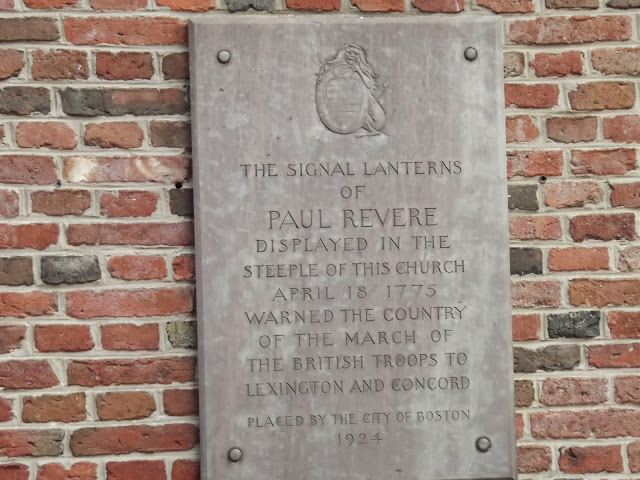 THE SIGNAL LANTERNS
OF
PAUL REVERE
DISPLAYED IN THE
STEEPLE OF THIS CHURCH
APRIL 18 1775
WARNED THE COUNTRY
OF THE MARCH OF
THE BRITISH TROOPS TO
LEXINGTON AND CONCORD
PLACED BY THE CITY OF BOSTON
1924